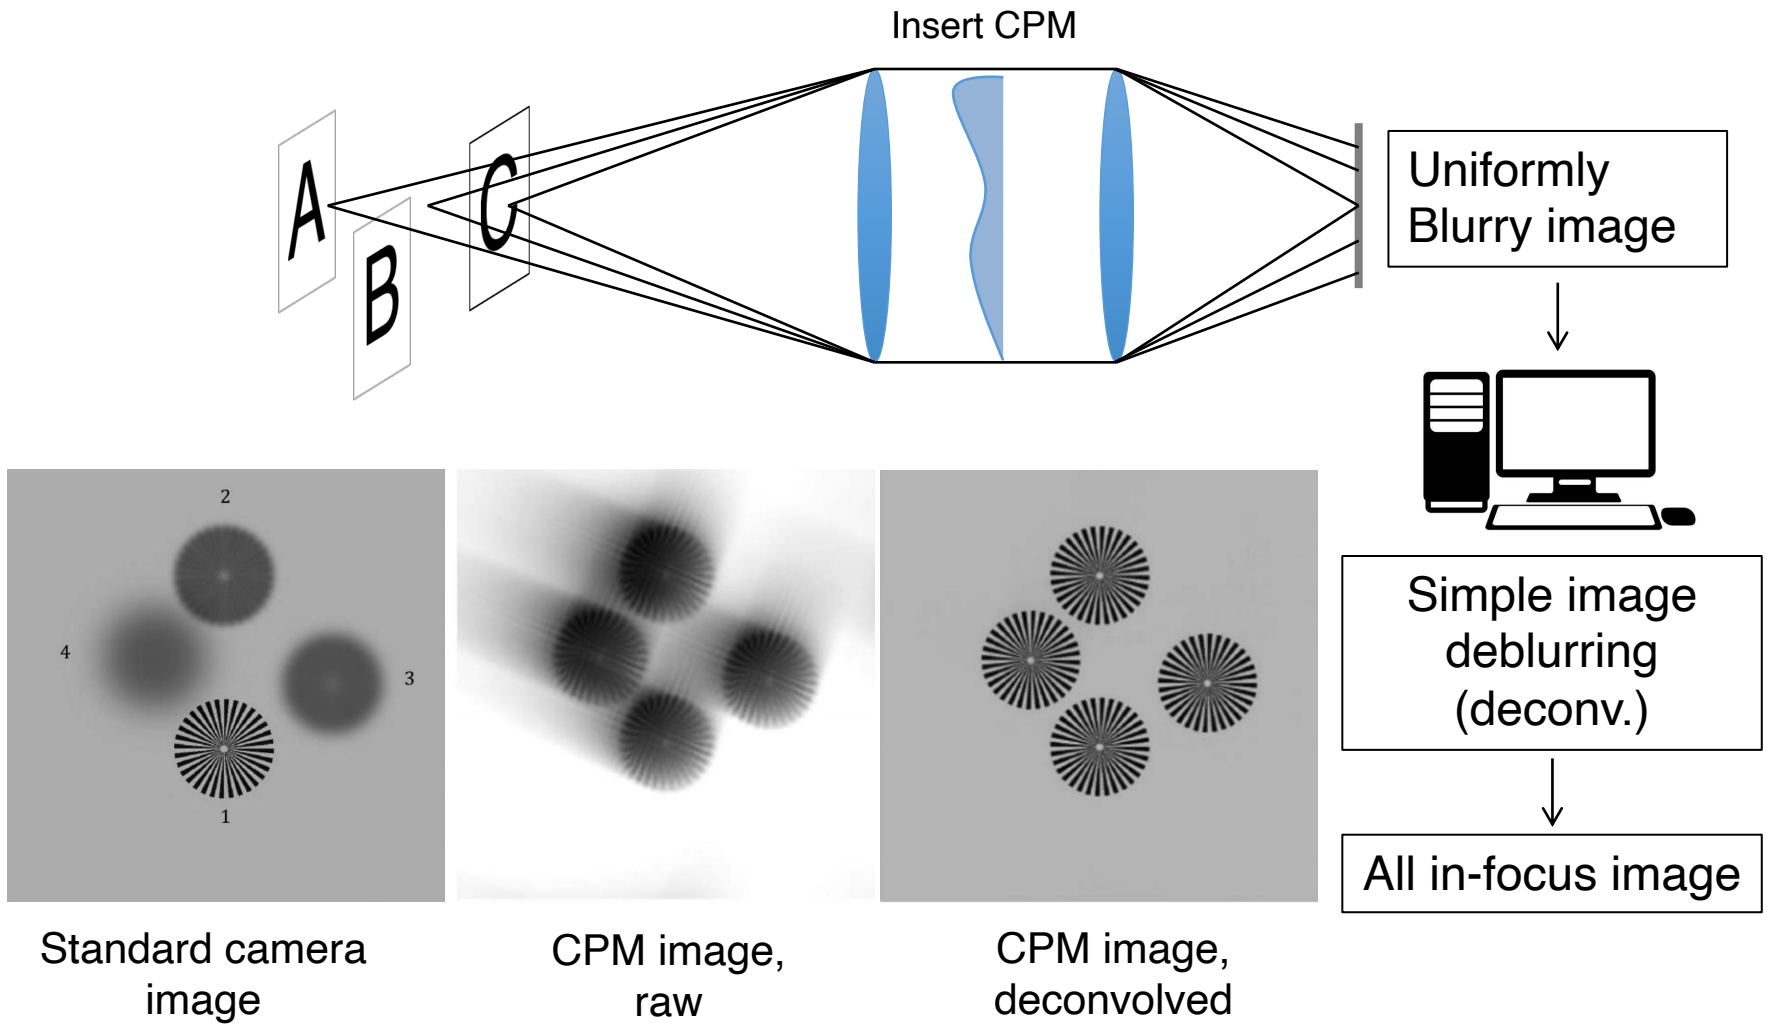 Insert CPM
A
B
C
Uniformly
Blurry image
2
4
3
1
Simple image
deblurring
(deconv.)
All in-focus image
Standard camera
image
CPM image,
raw
CPM image,
deconvolved